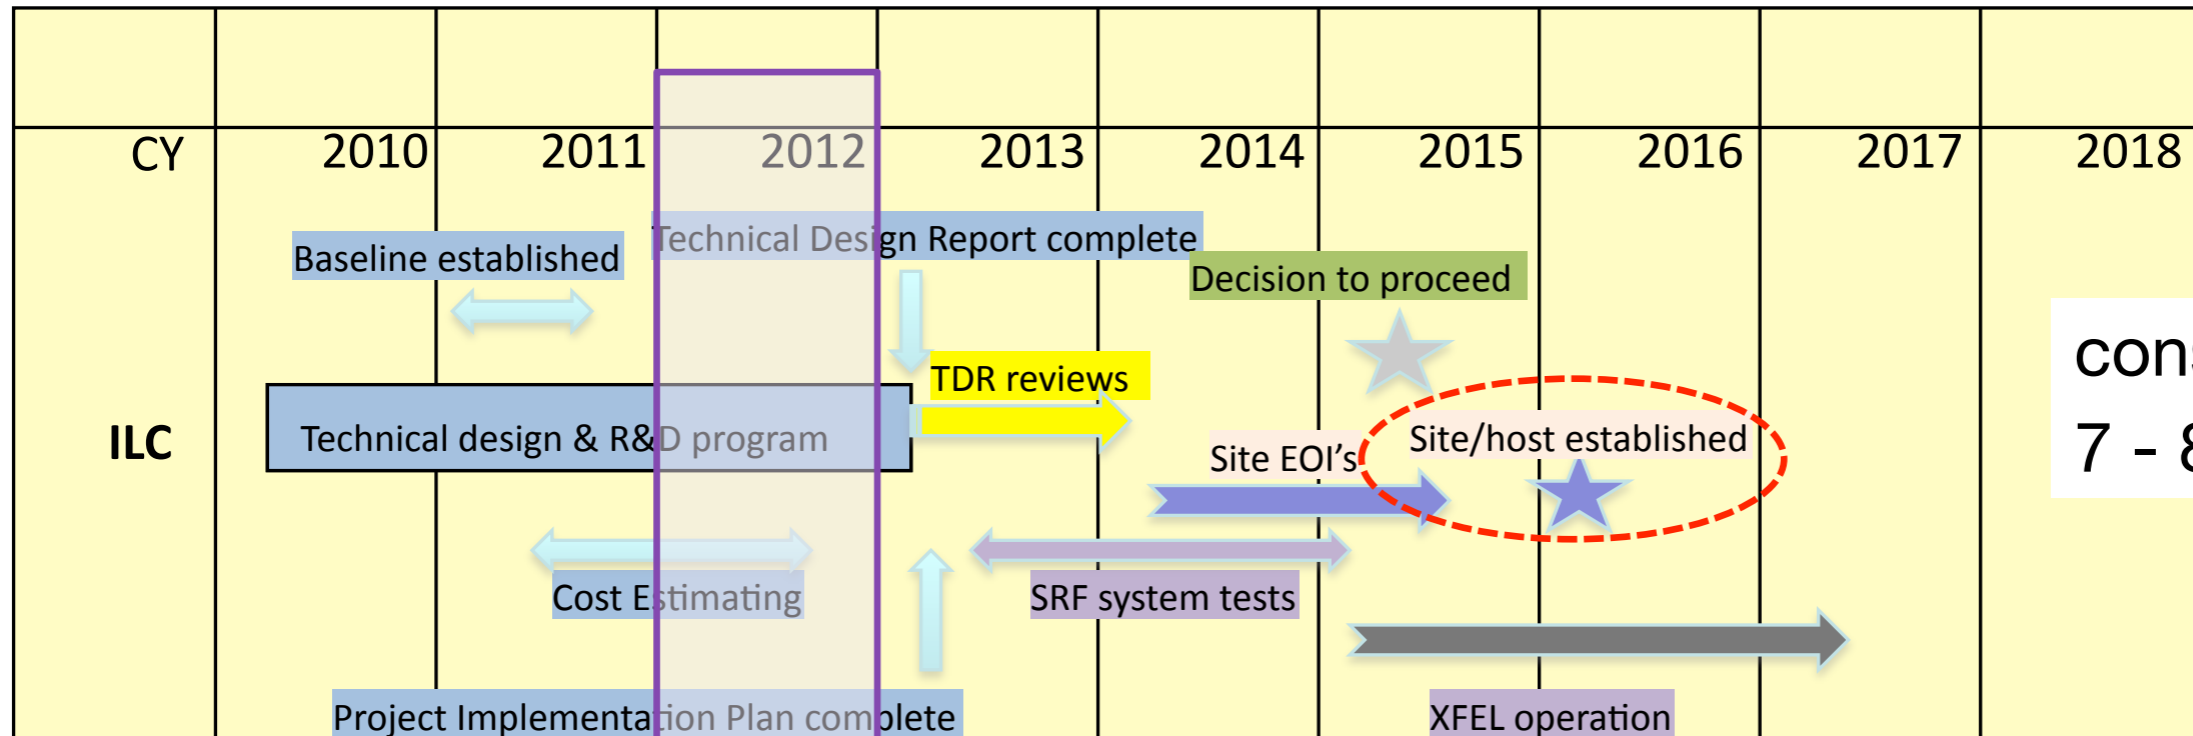 CY 2010 2011 2012 2013 2014 2015 2016 2017 2018
Technical Design Report complete
Baseline established
Decision to proceed
TDR reviews
ILC
Technical design & R&D program
Site EOI's
Site/host established
7 - 8
Cost Estimating
SRF system tests
Project Implementation Plan complete
XFEL operation